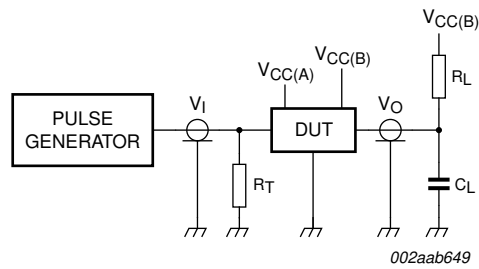 VCC(B)
VCC(B)
VCC(A)
RL
VI
VO
PULSE
GENERATOR
DUT
RT
CL
002aab649